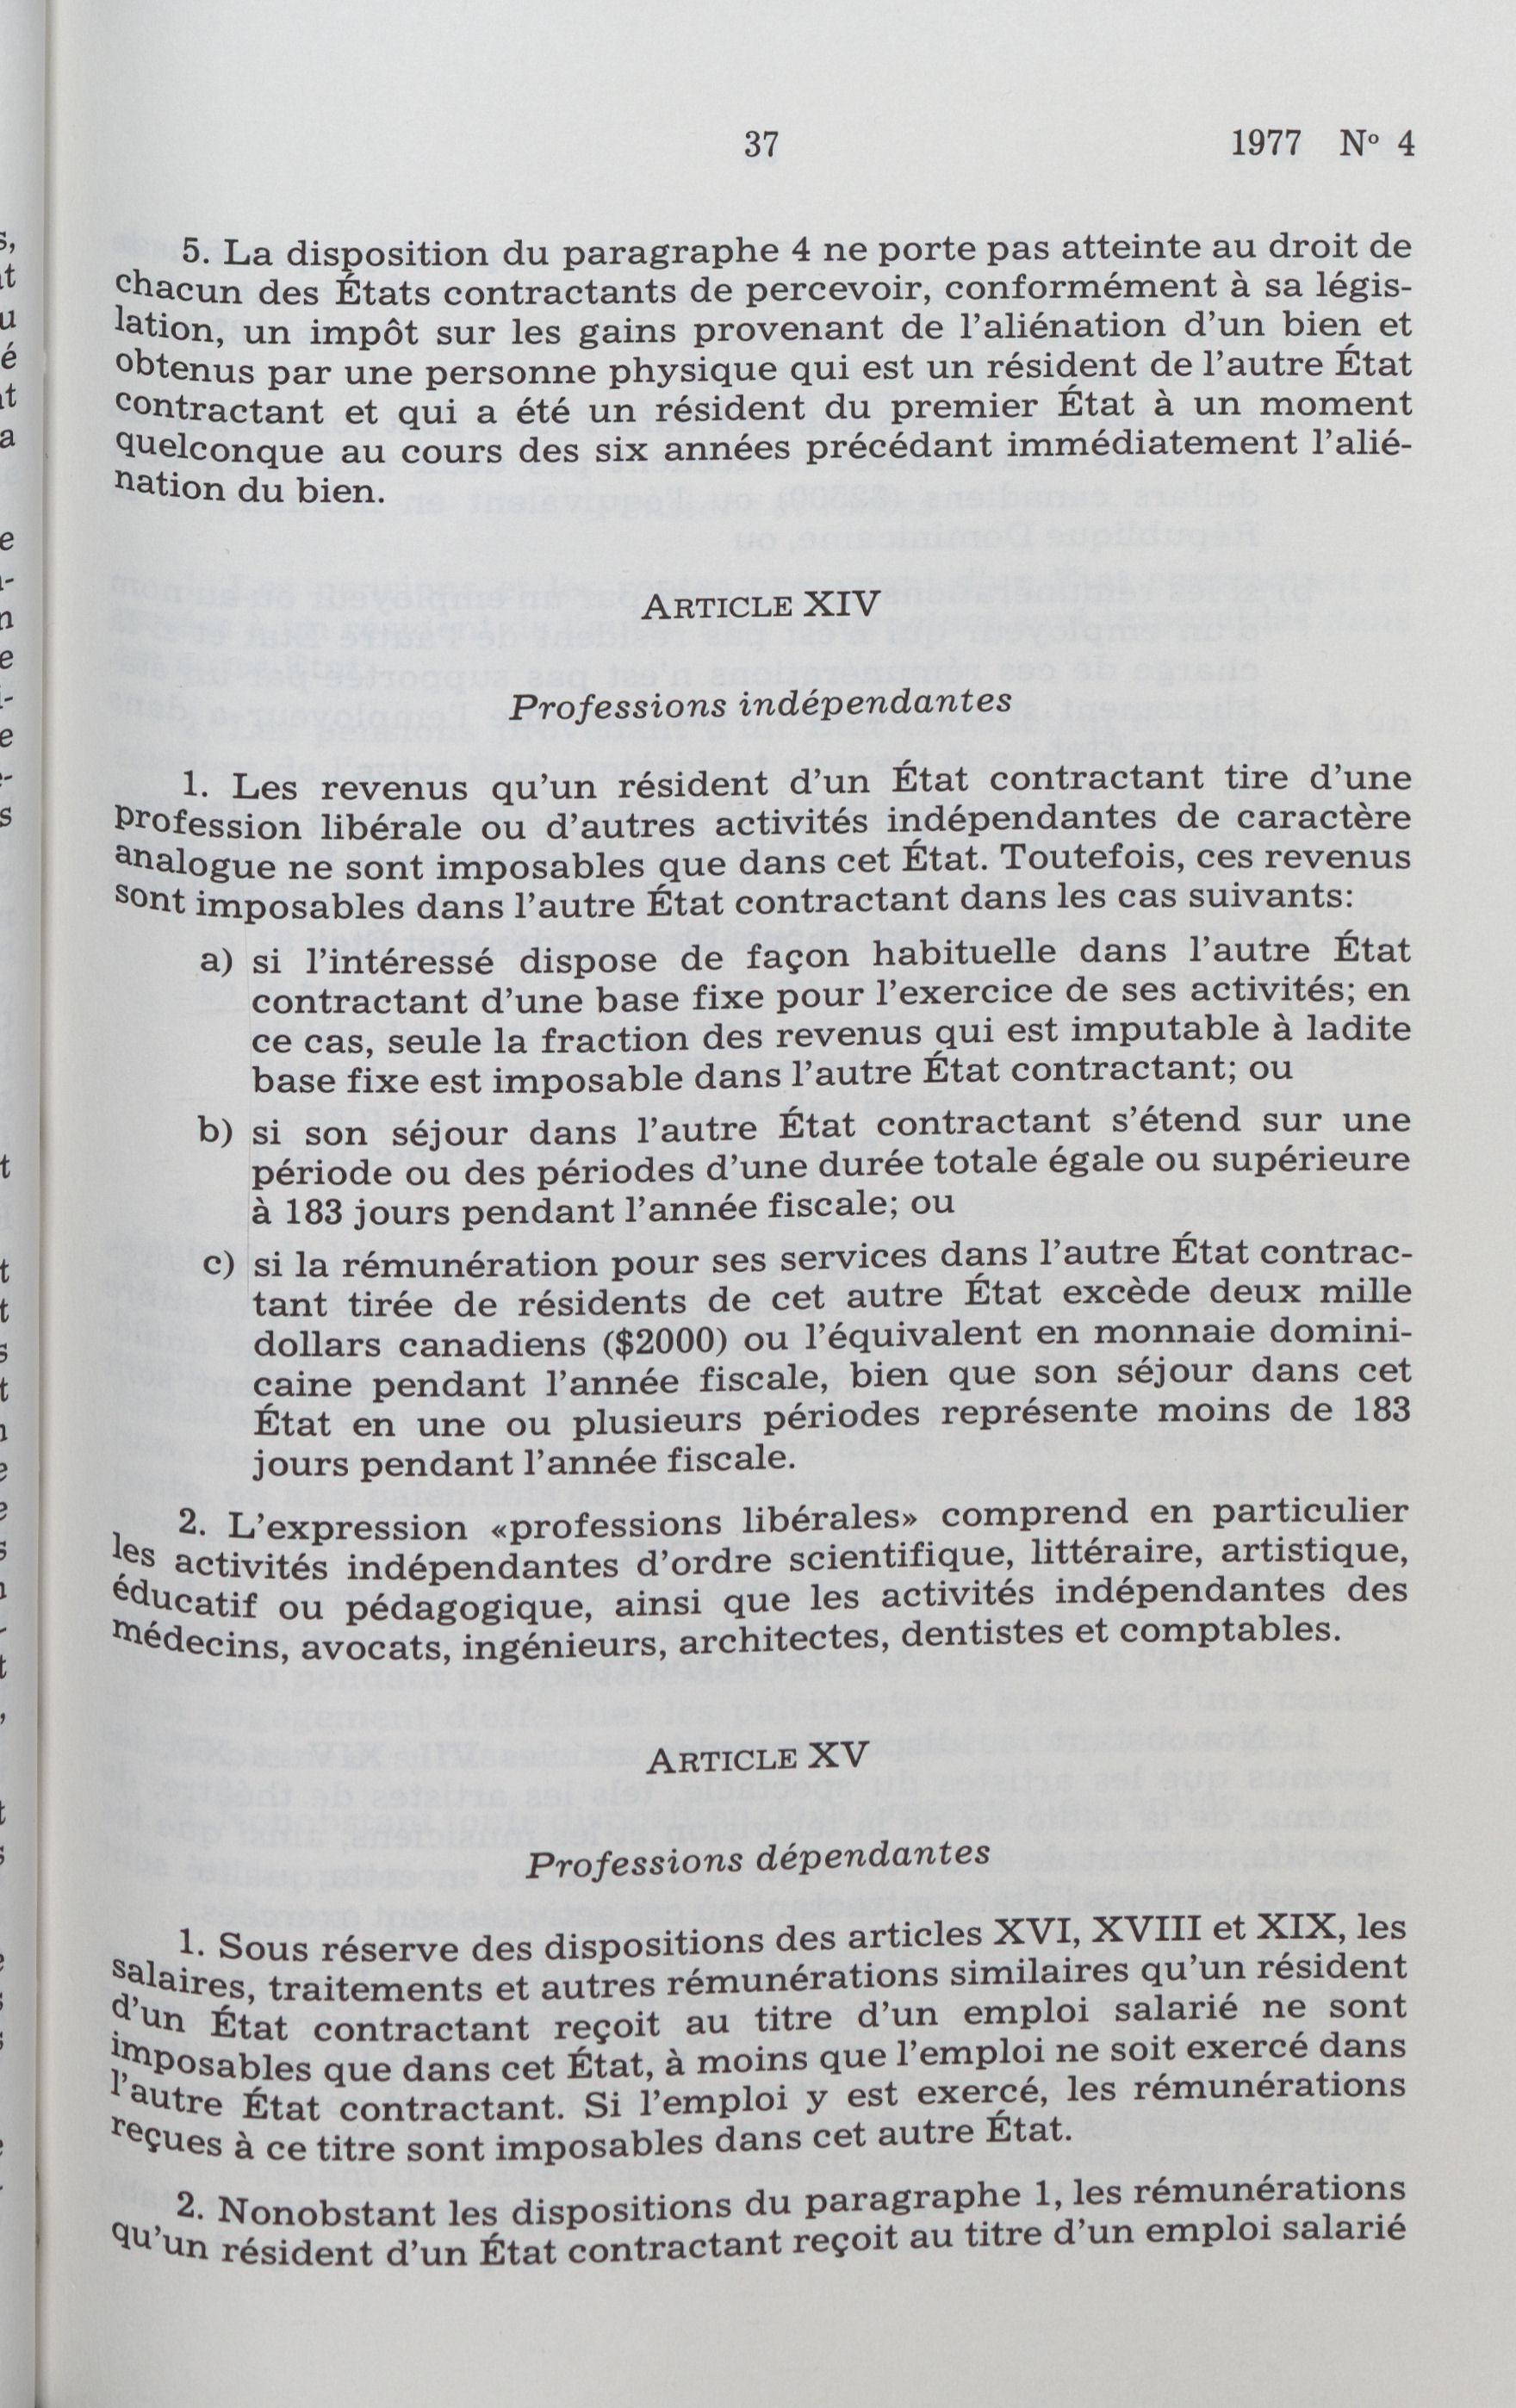 37
1977 Nº 4
5. La disposition du paragraphe 4 ne porte pas atteinte au droit de
chacun des États contractants de percevoir, conformément à sa légis-
lation, un impôt sur les gains provenant de l'aliénation d'un bien et
obtenus par une personne physique qui est un résident de l'autre État
contractant et qui a été un résident du premier État à un moment
quelconque au cours des six années précédant immédiatement l'alié-
nation du bien.
ARTICLE XIV
Professions indépendantes
1. Les revenus qu'un résident d'un État contractant tire d'une
profession libérale ou d'autres activités indépendantes de caractère
analogue ne sont imposables que dans cet État. Toutefois, ces revenus
sont imposables dans l'autre État contractant dans les cas suivants:
a) si l'intéressé dispose de façon habituelle dans l'autre État
contractant d'une base fixe pour l'exercice de ses activités; en
ce cas, seule la fraction des revenus qui est imputable à ladite
base fixe est imposable dans l'autre État contractant; ou
b) si son séjour dans l'autre État contractant s'étend sur une
période ou des périodes d'une durée totale égale ou supérieure
à 183 jours pendant l'année fiscale; ou
c) si la rémunération pour ses services dans l'autre État contrac-
tant tirée de résidents de cet autre État excède deux mille
dollars canadiens ($2000) ou l'équivalent en monnaie domini-
caine pendant l'année fiscale, bien que son séjour dans cet
État en une ou plusieurs périodes représente moins de 183
jours pendant l'année fiscale.
2. L'expression «professions libérales» comprend en particulier
les activités indépendantes d'ordre scientifique, littéraire, artistique,
éducatif ou pédagogique, ainsi que les activités indépendantes des
médecins, avocats, ingénieurs, architectes, dentistes et comptables.
ARTICLE XV
Professions dépendantes
1. Sous réserve des dispositions des articles XVI, XVIII et XIX, les
salaires, traitements et autres rémunérations similaires qu'un résident
d'un État contractant reçoit au titre d'un emploi salarié ne sont
imposables que dans cet État, à moins que l'emploi ne soit exercé dans
l'autre État contractant. Si l'emploi y est exercé, les rémunérations
reçues à ce titre sont imposables dans cet autre État.
2. Nonobstant les dispositions du paragraphe 1, les rémunérations
qu'un résident d'un État contractant reçoit au titre d'un emploi salarié